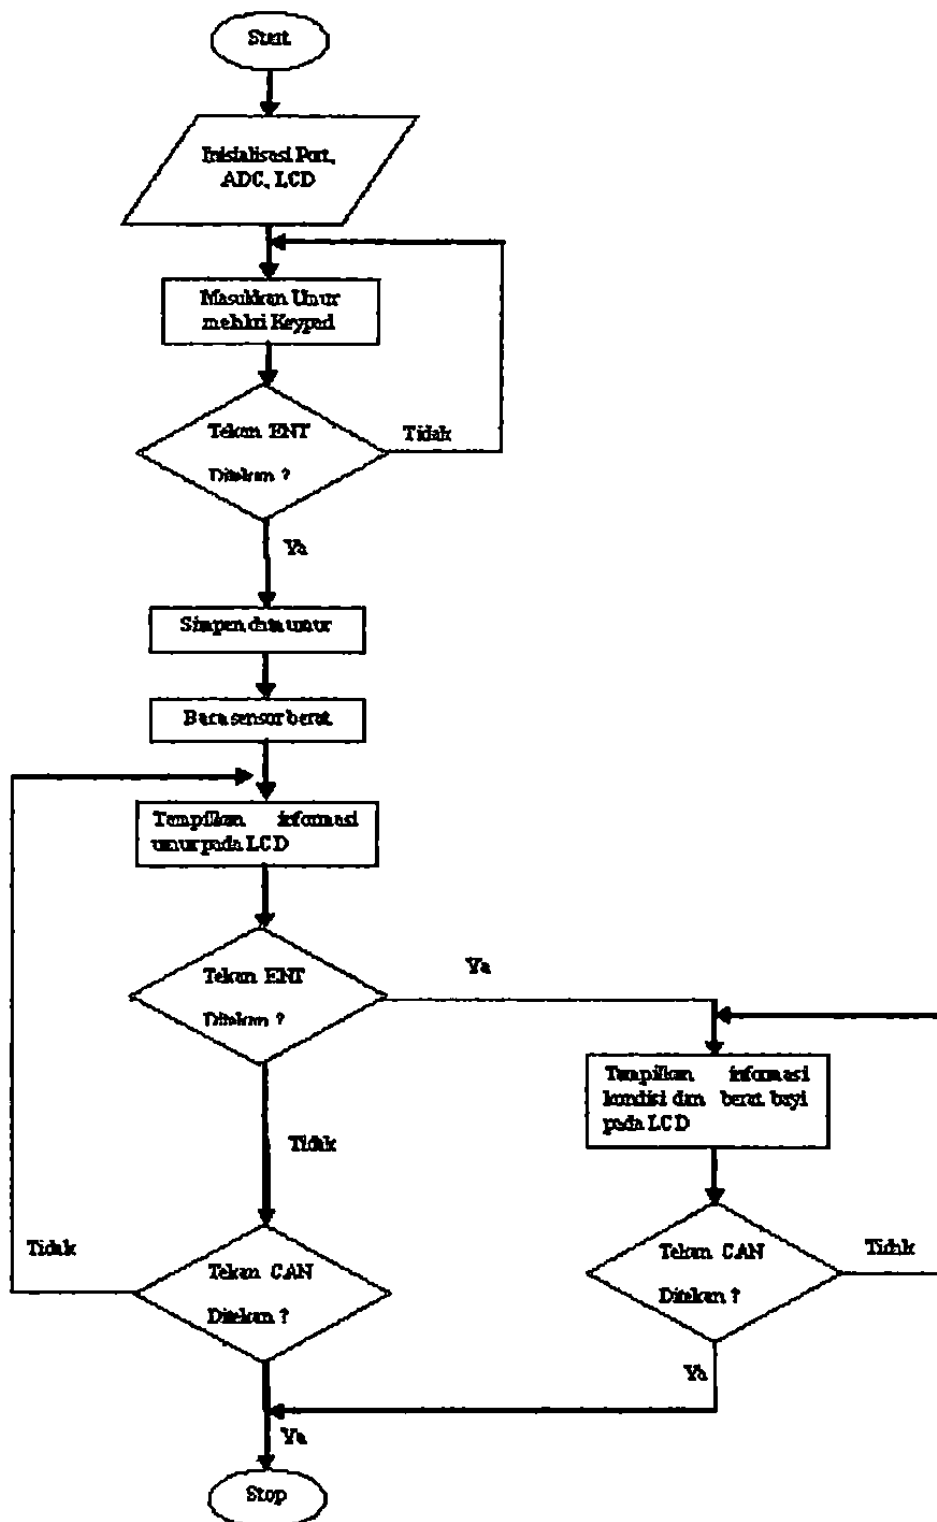 Start
Inisialisasi Port,
ADC, LCD
Masukkan Umur
melalui Keypad
Tekan ENT
Ditekan ?
Tidak
Ya
Simpan data umur
Baca sensor berat
Tampilkan informasi
umur pada LCD
Tekan ENT
Ditekan ?
Ya
Tampilkan informasi
kondisi dan berat bayi
pada LCD
Tidak
Tekan CAN
Ditekan ?
Tidak
Tekan CAN
Ditekan ?
Tidak
Ya
Ya
Stop